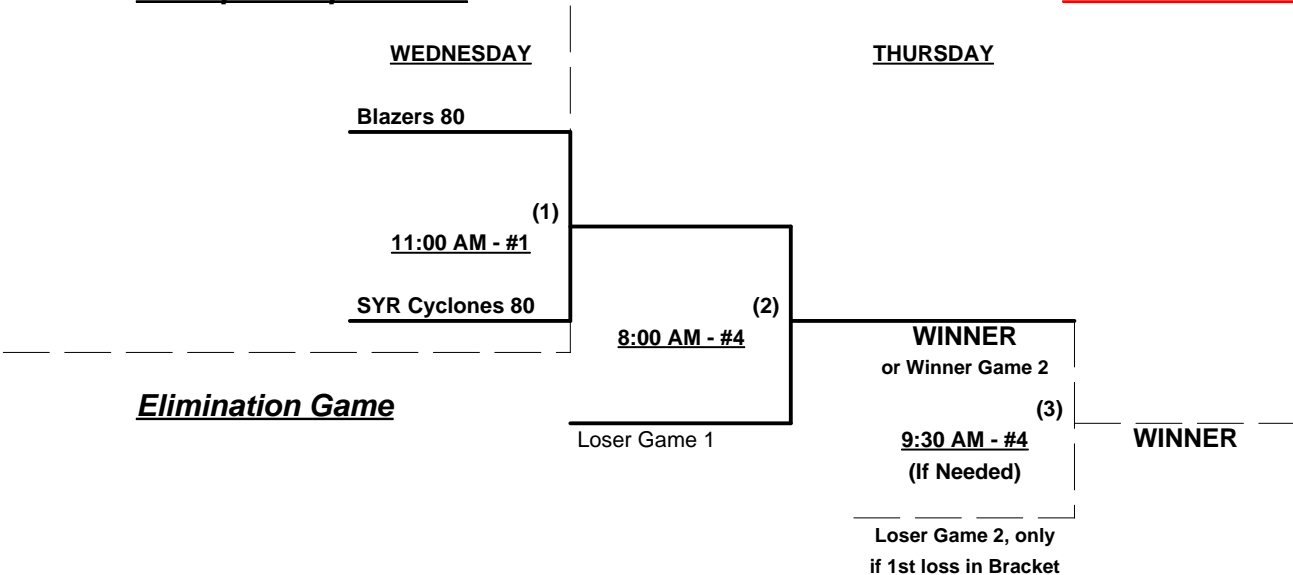 WEDNESDAY
THURSDAY
Blazers 80
(1)
11:00 AM - #1
SYR Cyclones 80
(2)
8:00 AM - #4
WINNER
or Winner Game 2
Elimination Game
(3)
Loser Game 1
9:30 AM - #4
WINNER
(If Needed)
Loser Game 2, only
if 1st loss in Bracket